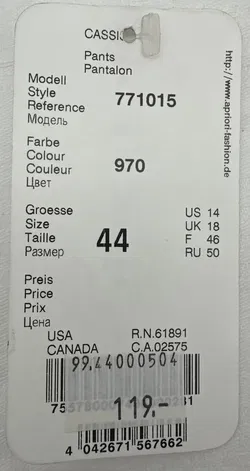 Pants
Pantalon
Modell
Style
Reference 771015
Модель
http://www.apriori-fashion.de
Farbe
Colour
Couleur 970
Цвет
Groesse US 14
Size UK 18
Taille 44 F 46
Размер RU 50
Preis
Price
Prix
Цена
USA R.N.61891
CANADA C.A.02575
99.44000504
119.-
4 042671 567662